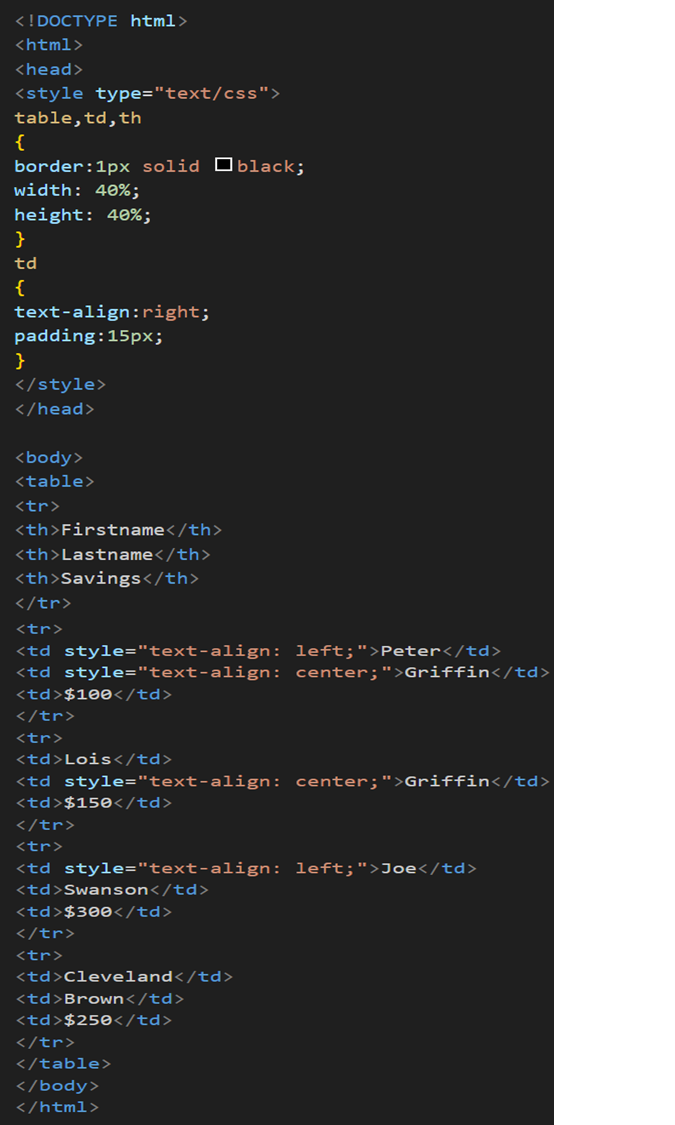 <!DOCTYPE html>
<html>
<head>
<style type="text/css">
table,td,th
{
border:1px solid black;
width: 40%;
height: 40%;
}
td
{
text-align:right;
padding:15px;
}
</style>
</head>
<body>
<table>
<tr>
<th>Firstname</th>
<th>Lastname</th>
<th>Savings</th>
</tr>
<tr>
<td style="text-align: left;">Peter</td>
<td style="text-align: center;">Griffin</td>
<td>$100</td>
</tr>
<tr>
<td>Lois</td>
<td style="text-align: center;">Griffin</td>
<td>$150</td>
</tr>
<tr>
<td style="text-align: left;">Joe</td>
<td>Swanson</td>
<td>$300</td>
</tr>
<tr>
<td>Cleveland</td>
<td>Brown</td>
<td>$250</td>
</tr>
</table>
</body>
</html>